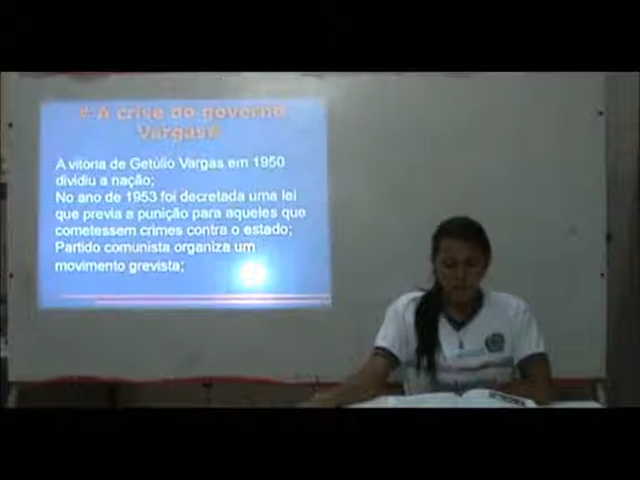 # A crise do governo
Vargas#
A vitoria de Getúlio Vargas em 1950
dividiu a nação;
No ano de 1953 foi decretada uma lei
que previa a punição para aqueles que
cometessem crimes contra o estado;
Partido comunista organiza um
movimento grevista;